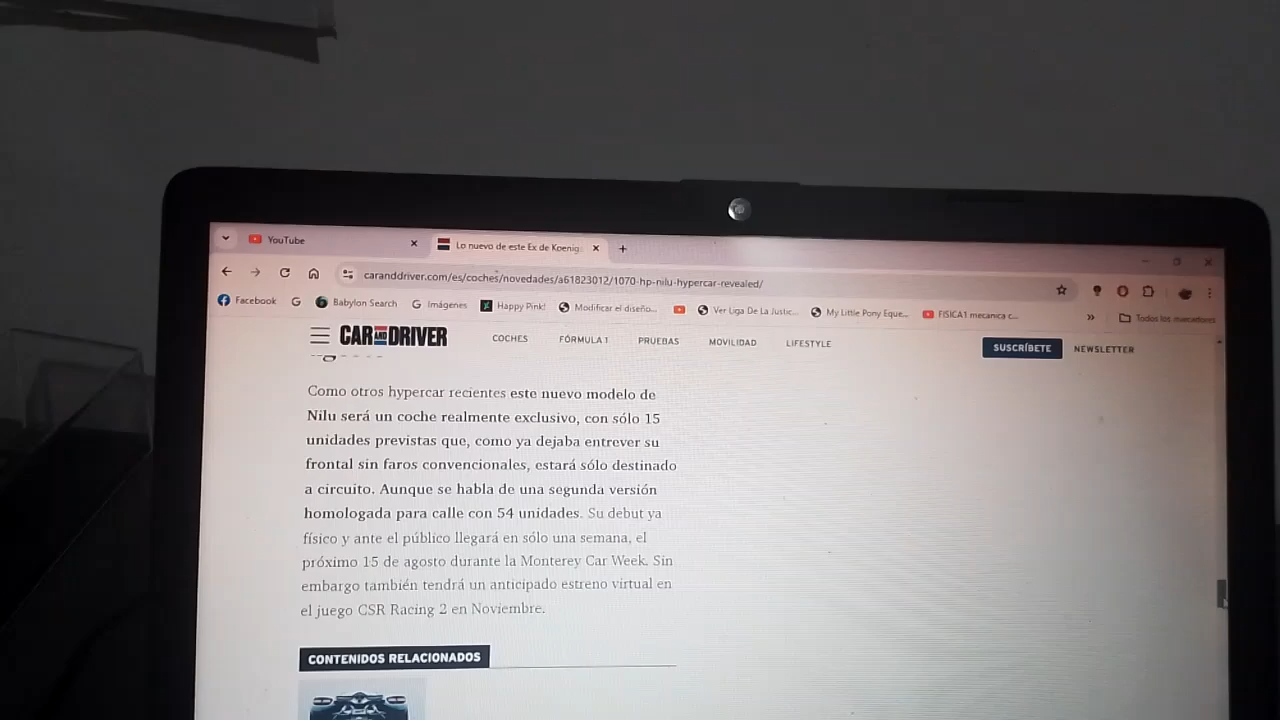 YouTube
Lo nuevo de este Ex de Koenig
caranddriver.com/es/coches/novedades/a61823012/1070-hp-nilu-hypercar-revealed/
Facebook
Babylon Search
Imágenes
Happy Pink!
Modificar el diseño...
Ver Liga De La Justic...
My Little Pony Eque...
FISICA1 mecanica c...
Todos los marcadores
CAR AND DRIVER
COCHES
FÓRMULA 1
PRUEBAS
MOVILIDAD
LIFESTYLE
SUSCRÍBETE
NEWSLETTER
Como otros hypercar recientes este nuevo modelo de
Nilu será un coche realmente exclusivo, con sólo 15
unidades previstas que, como ya dejaba entrever su
frontal sin faros convencionales, estará sólo destinado
a circuito. Aunque se habla de una segunda versión
homologada para calle con 54 unidades. Su debut ya
físico y ante el público llegará en sólo una semana, el
próximo 15 de agosto durante la Monterey Car Week. Sin
embargo también tendrá un anticipado estreno virtual en
el juego CSR Racing 2 en Noviembre.
CONTENIDOS RELACIONADOS